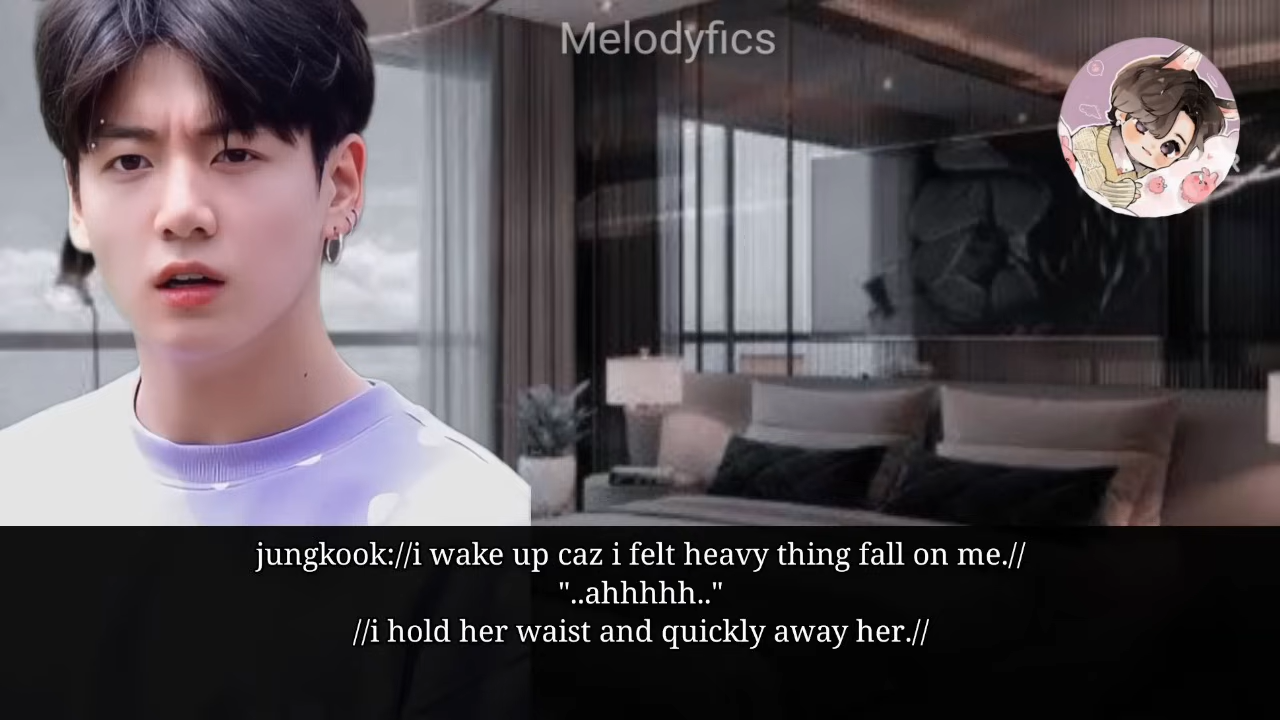 Melodyfics
jungkook://i wake up caz i felt heavy thing fall on me.//
"..ahhhhh.."
//i hold her waist and quickly away her.//